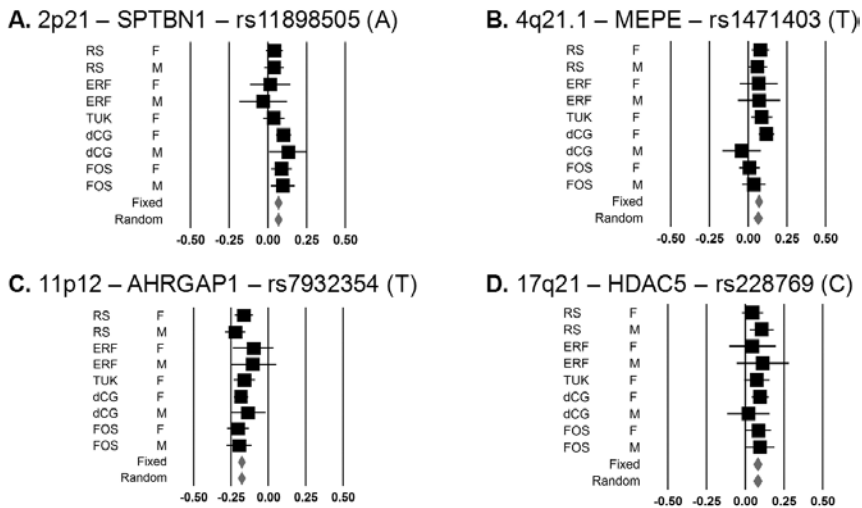 A. 2p21 – SPTBN1 – rs11898505 (A)
RS F
RS M
ERF F
ERF M
TUK F
dCG F
dCG M
FOS F
FOS M
Fixed
Random
-0.50 -0.25 0.00 0.25 0.50
B. 4q21.1 – MEPE – rs1471403 (T)
RS F
RS M
ERF F
ERF M
TUK F
dCG F
dCG M
FOS F
FOS M
Fixed
Random
-0.50 -0.25 0.00 0.25 0.50
C. 11p12 – AHRGAP1 – rs7932354 (T)
RS F
RS M
ERF F
ERF M
TUK F
dCG F
dCG M
FOS F
FOS M
Fixed
Random
-0.50 -0.25 0.00 0.25 0.50
D. 17q21 – HDAC5 – rs228769 (C)
RS F
RS M
ERF F
ERF M
TUK F
dCG F
dCG M
FOS F
FOS M
Fixed
Random
-0.50 -0.25 0.00 0.25 0.50